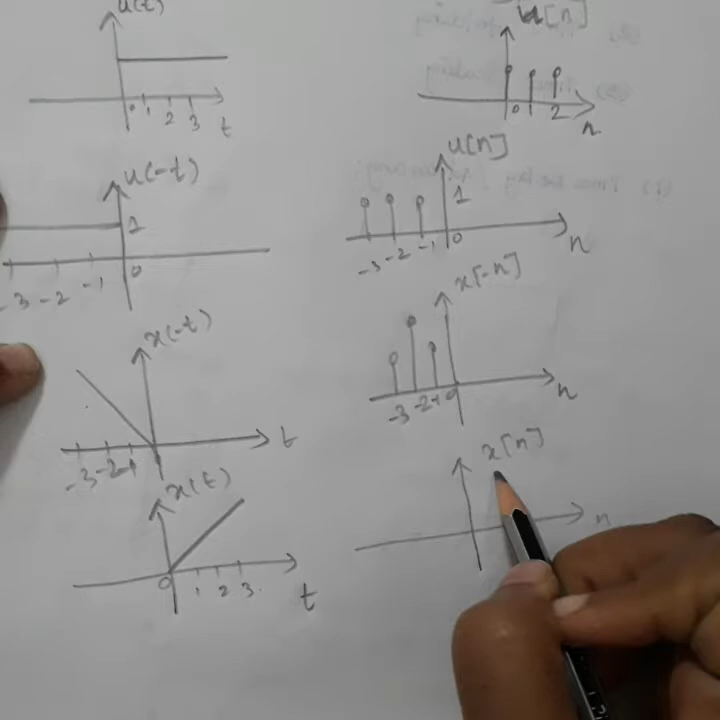 u(t)
0 1 2 3
t
u(-t)
1
-3 -2 -1 0
x(-t)
-3 -2 -1
t
x(t)
0 1 2 3
t
u[n]
0 1 2
n
u[n]
1
-3 -2 -1 0
n
x[-n]
-3 -2 -1 0
n
x[n]
n